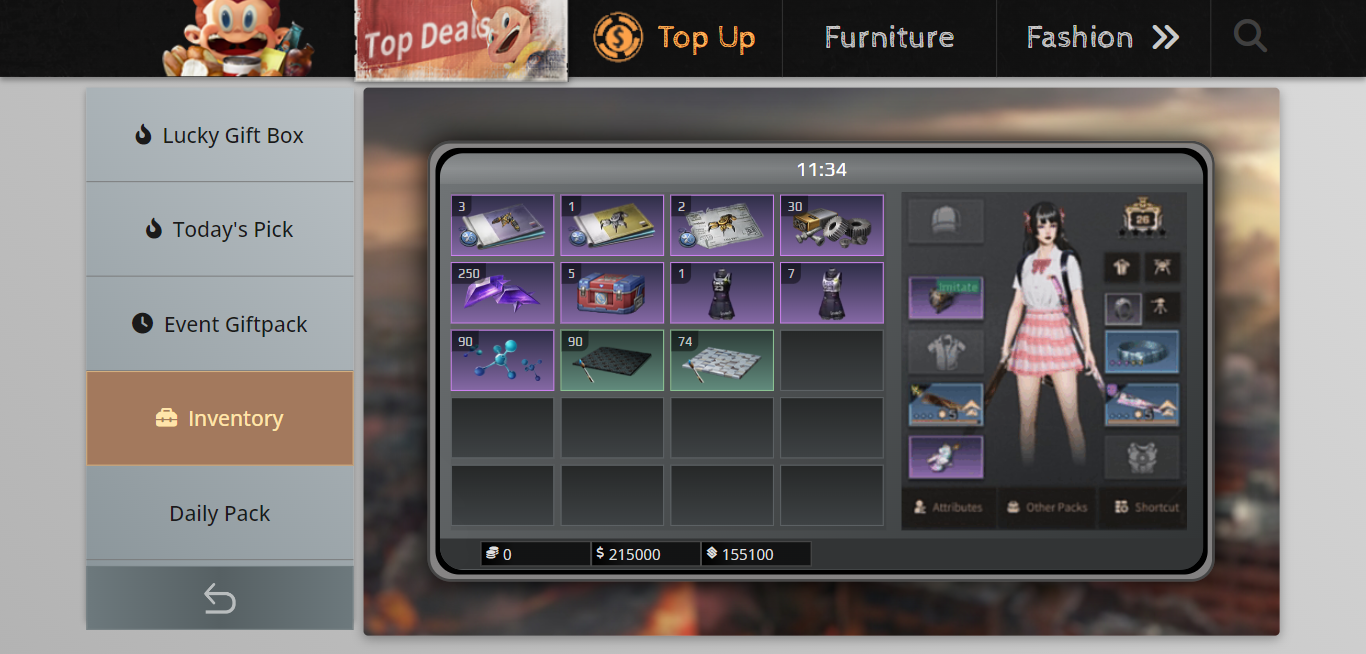 Top Deals
Top Up
Furniture
Fashion
Lucky Gift Box
Today's Pick
Event Giftpack
Inventory
Daily Pack
11:34
3
1
2
30
250
5
1
7
90
90
74
Imitate
26
5
5
Attributes
Other Packs
Shortcut
0
$ 215000
155100